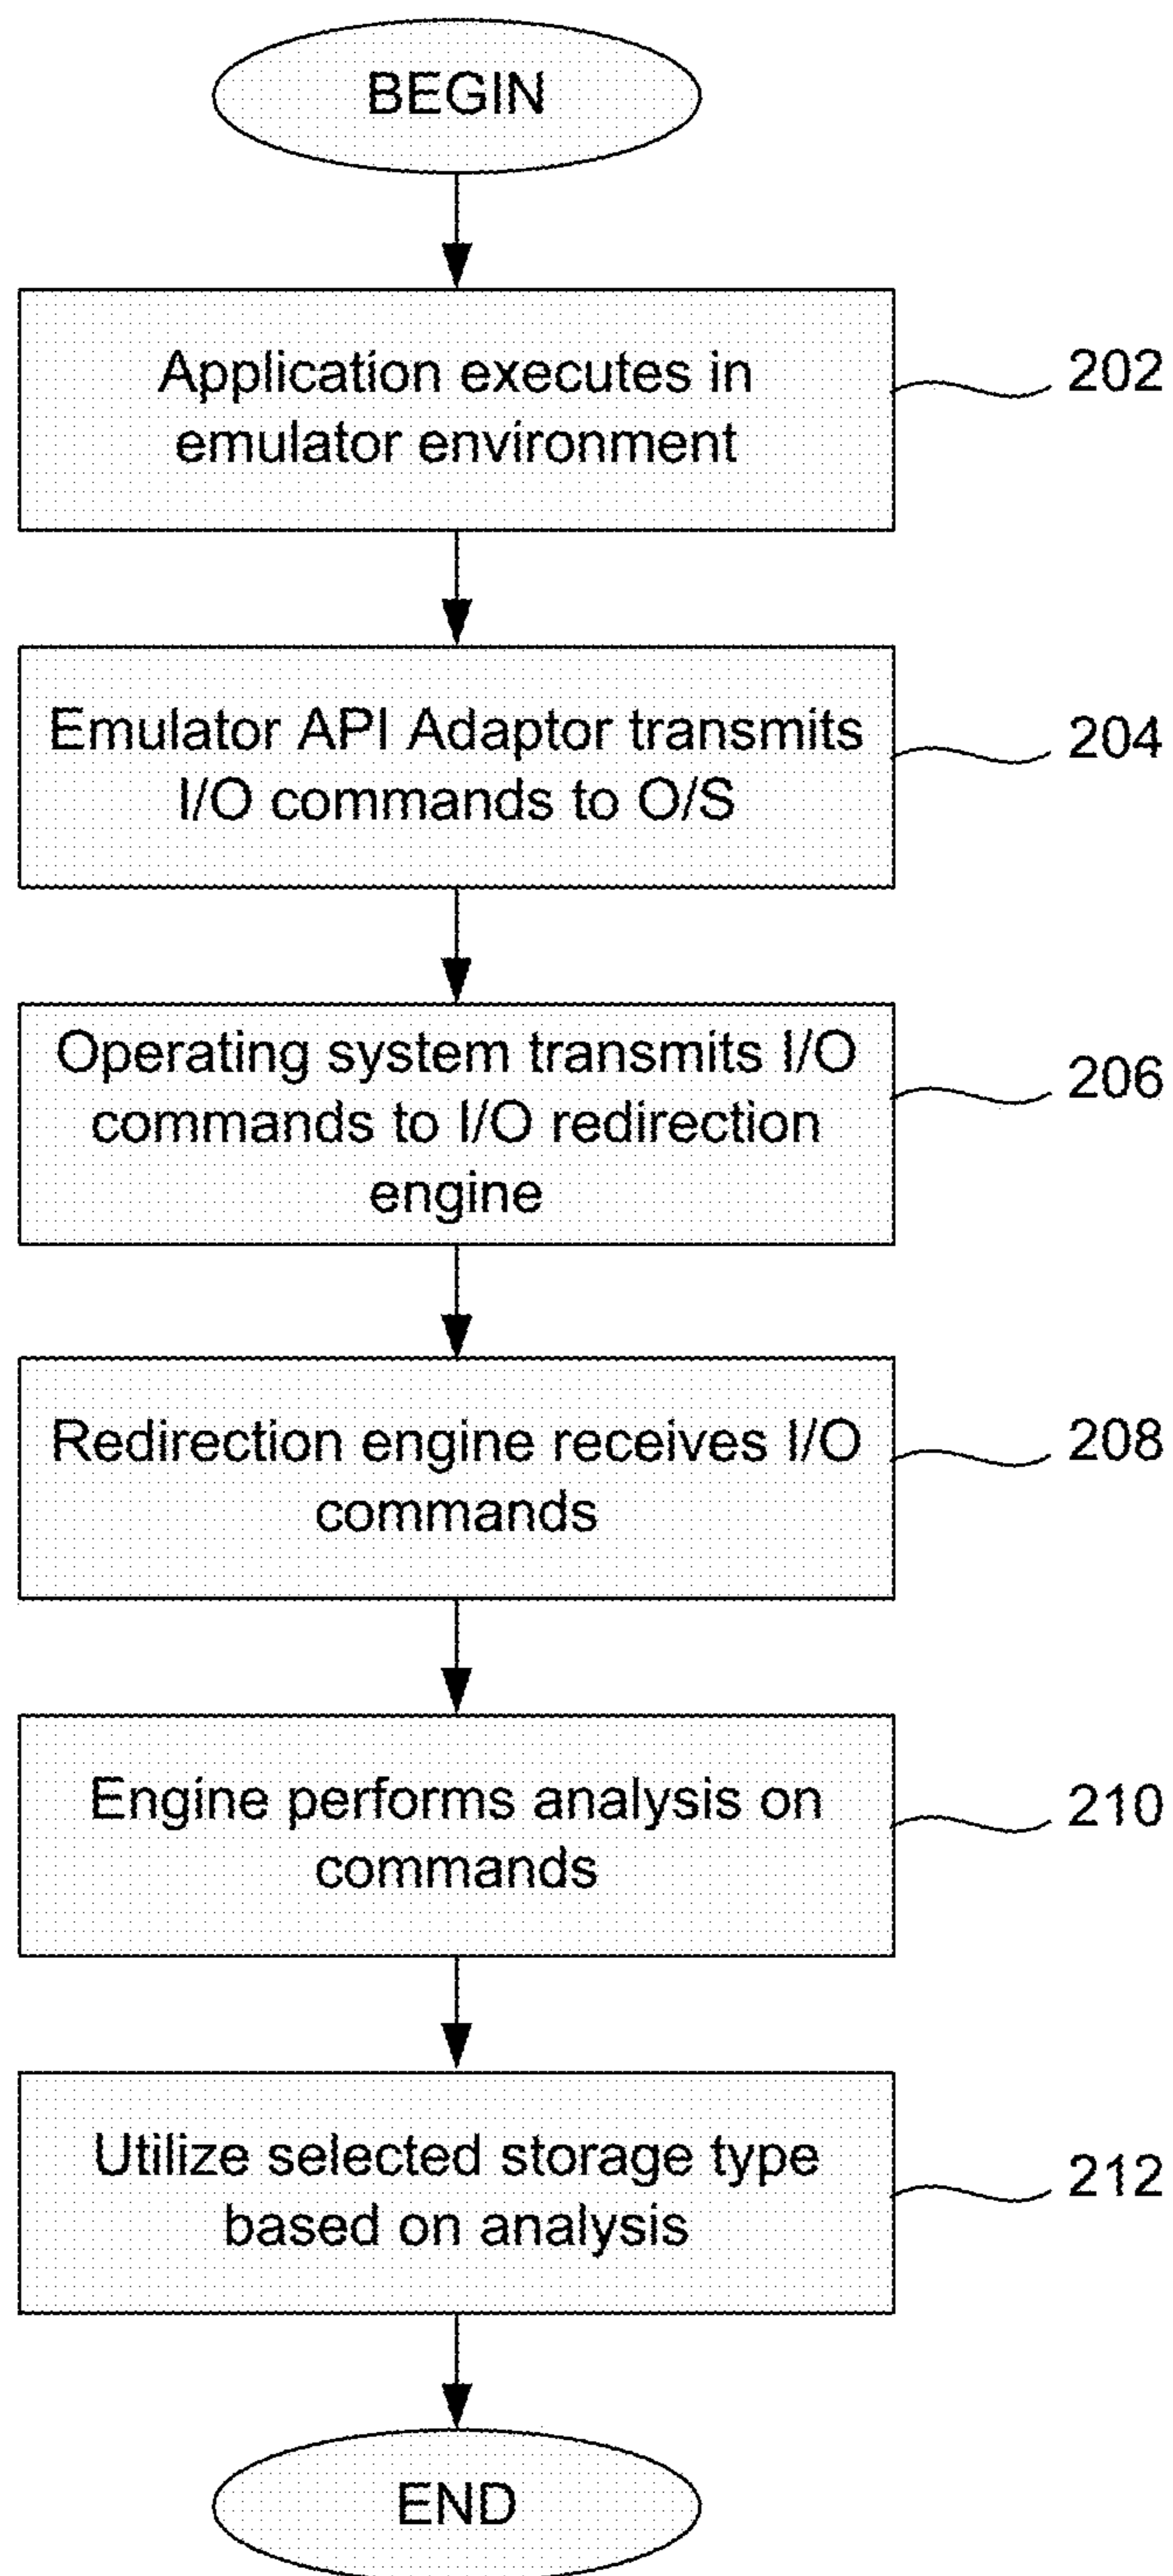 BEGIN
Application executes in
emulator environment
202
Emulator API Adaptor transmits
I/O commands to O/S
204
Operating system transmits I/O
commands to I/O redirection
engine
206
Redirection engine receives I/O
commands
208
Engine performs analysis on
commands
210
Utilize selected storage type
based on analysis
212
END